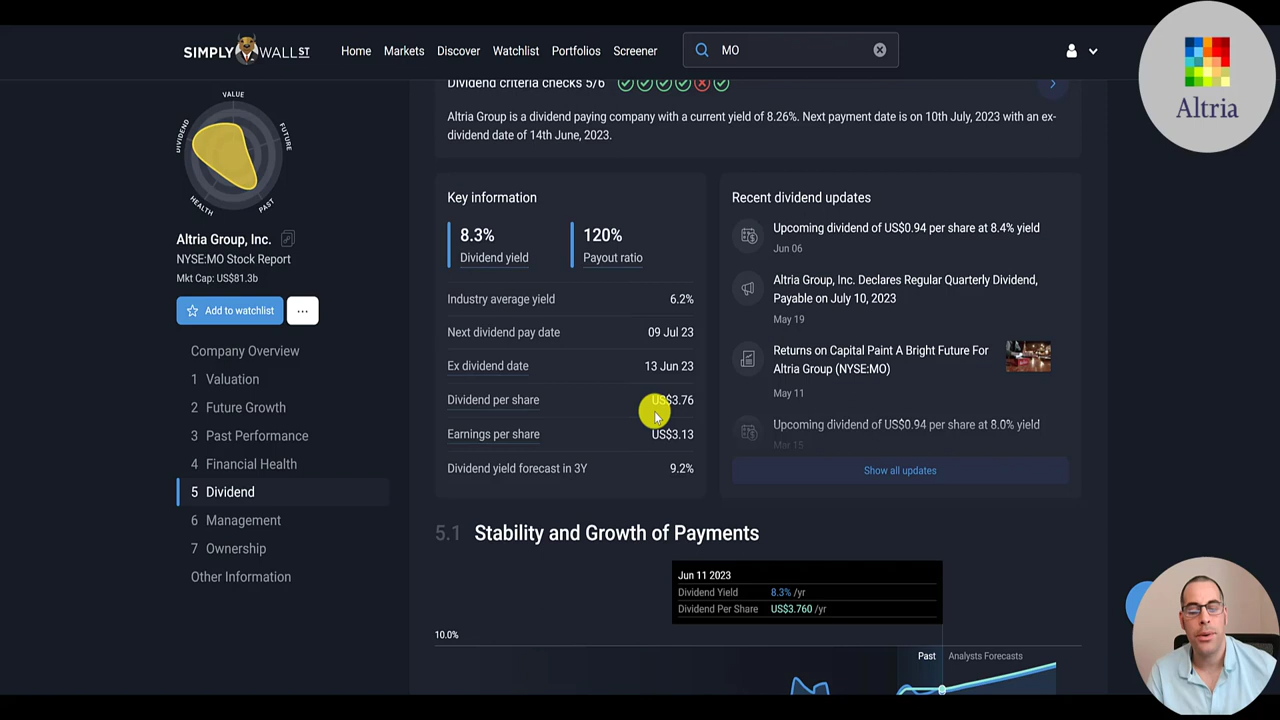 SIMPLY WALL ST
Home Markets Discover Watchlist Portfolios Screener
MO
Altria
VALUE
FUTURE
PAST
HEALTH
DIVIDEND
Altria Group, Inc.
NYSE:MO Stock Report
Mkt Cap: US$81.3b
Add to watchlist
...
Company Overview
1 Valuation
2 Future Growth
3 Past Performance
4 Financial Health
5 Dividend
6 Management
7 Ownership
Other Information
Dividend criteria checks 5/6
Altria Group is a dividend paying company with a current yield of 8.26%. Next payment date is on 10th July, 2023 with an ex-
dividend date of 14th June, 2023.
Key information
8.3%
Dividend yield
120%
Payout ratio
Industry average yield 6.2%
Next dividend pay date 09 Jul 23
Ex dividend date 13 Jun 23
Dividend per share US$3.76
Earnings per share US$3.13
Dividend yield forecast in 3Y 9.2%
Recent dividend updates
Upcoming dividend of US$0.94 per share at 8.4% yield
Jun 06
Altria Group, Inc. Declares Regular Quarterly Dividend,
Payable on July 10, 2023
May 19
Returns on Capital Paint A Bright Future For
Altria Group (NYSE:MO)
May 11
Upcoming dividend of US$0.94 per share at 8.0% yield
Mar 15
Show all updates
5.1 Stability and Growth of Payments
Jun 11 2023
Dividend Yield 8.3% /yr
Dividend Per Share US$3.760 /yr
10.0%
Past Analysts Forecasts